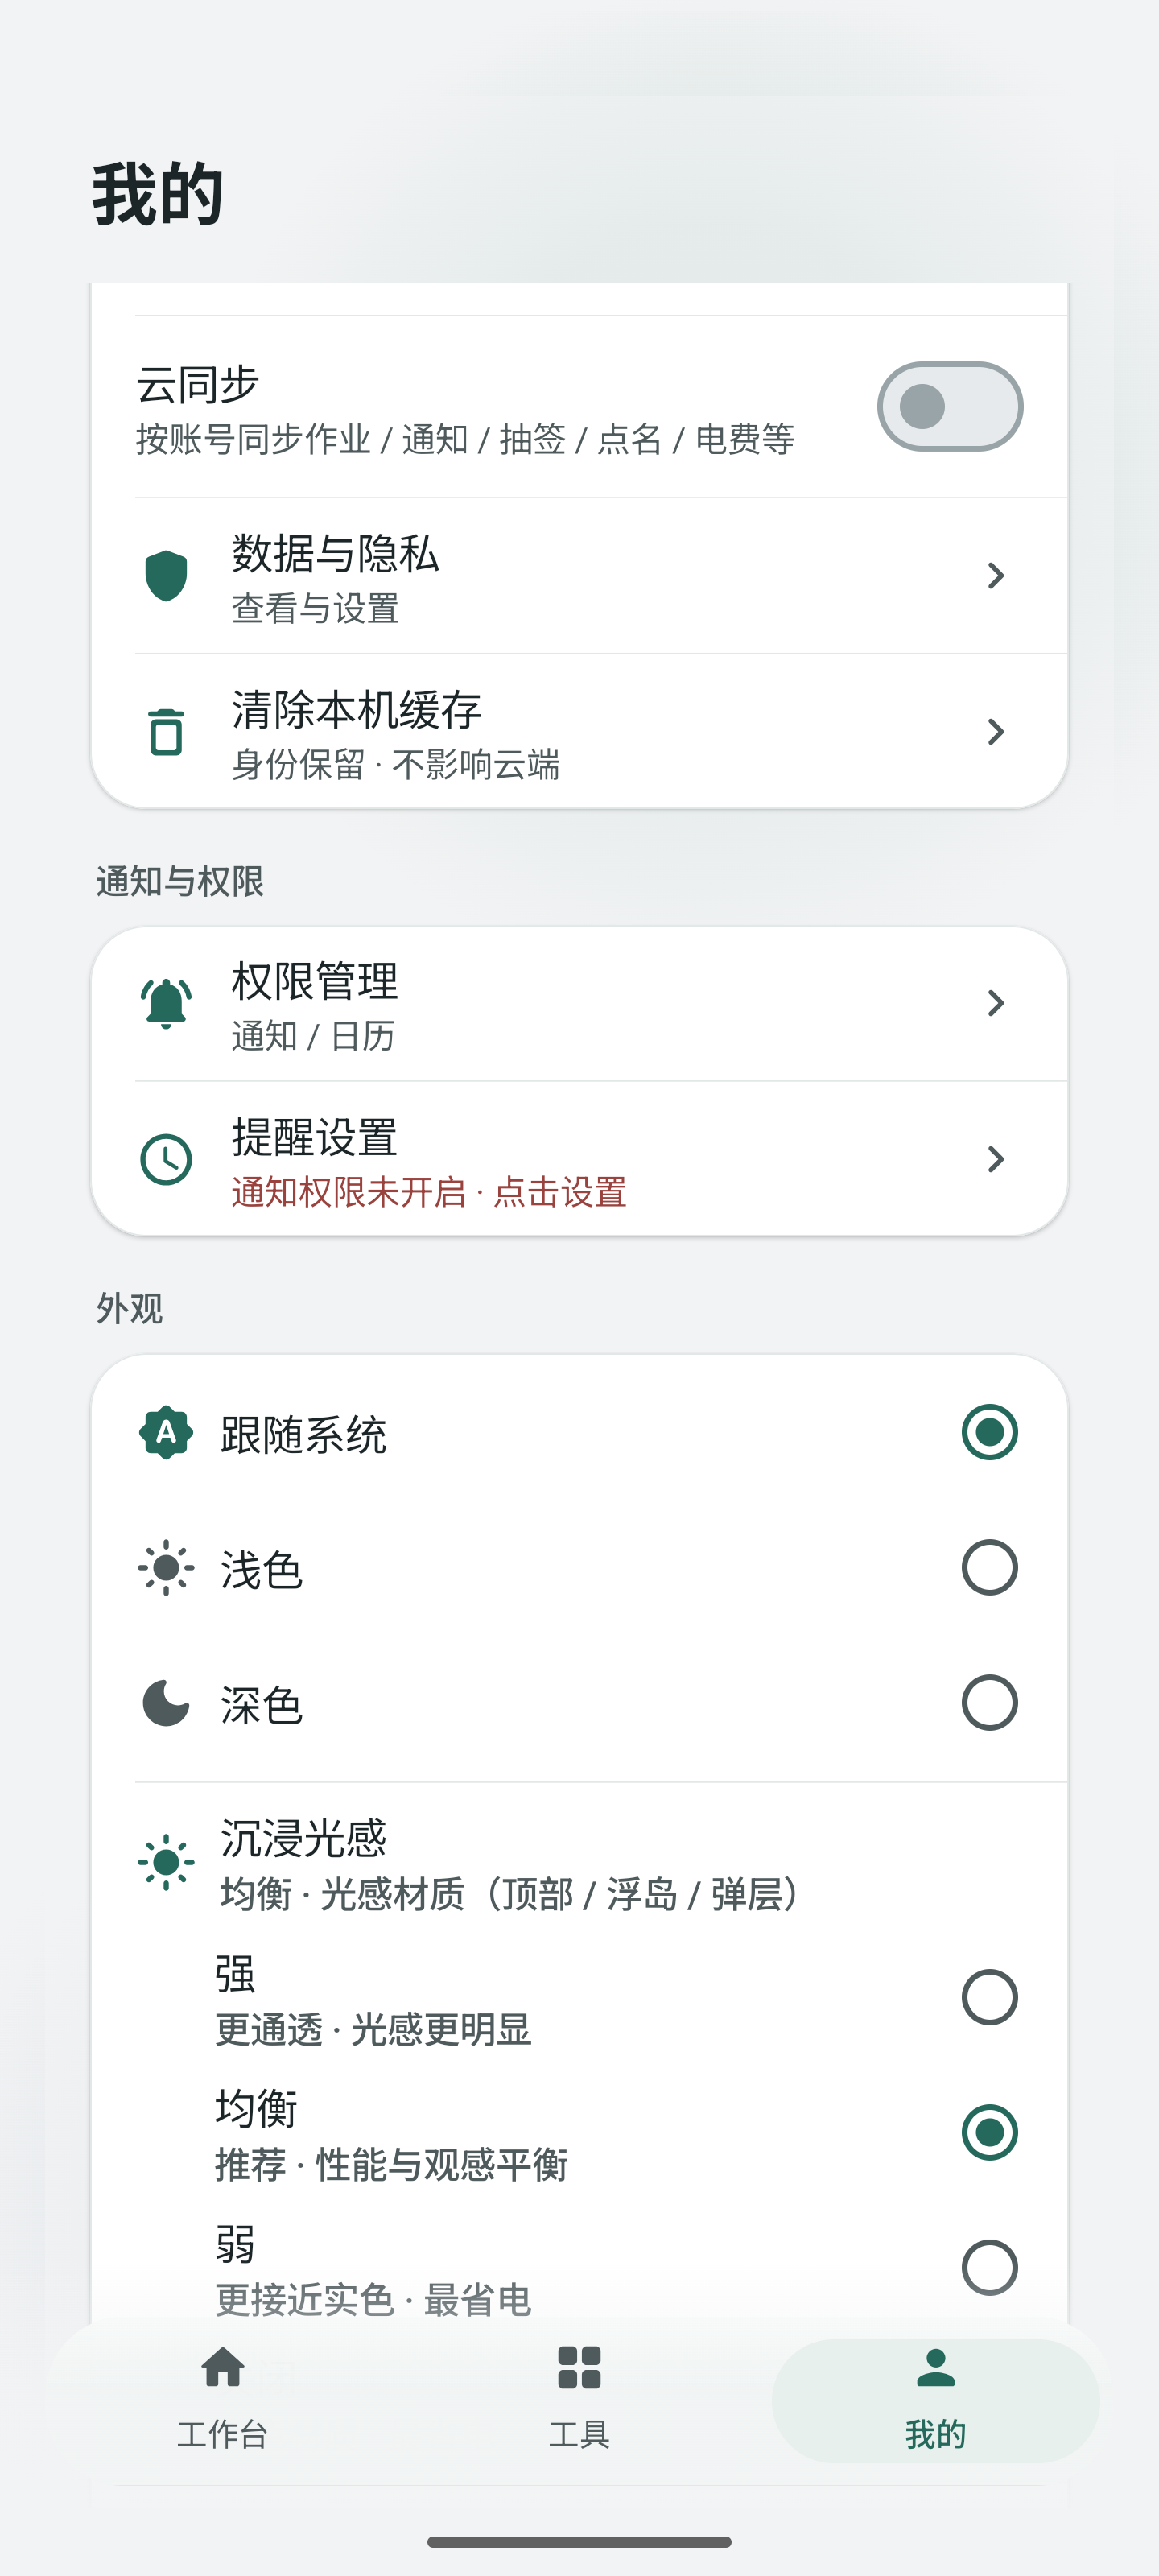 我的
云同步
按账号同步作业 / 通知 / 抽签 / 点名 / 电费等
数据与隐私
查看与设置
清除本机缓存
身份保留 · 不影响云端
通知与权限
权限管理
通知 / 日历
提醒设置
通知权限未开启 · 点击设置
外观
A
跟随系统
浅色
深色
沉浸光感
均衡 · 光感材质（顶部 / 浮岛 / 弹层）
强
更通透 · 光感更明显
均衡
推荐 · 性能与观感平衡
弱
更接近实色 · 最省电
工作台
工具
我的